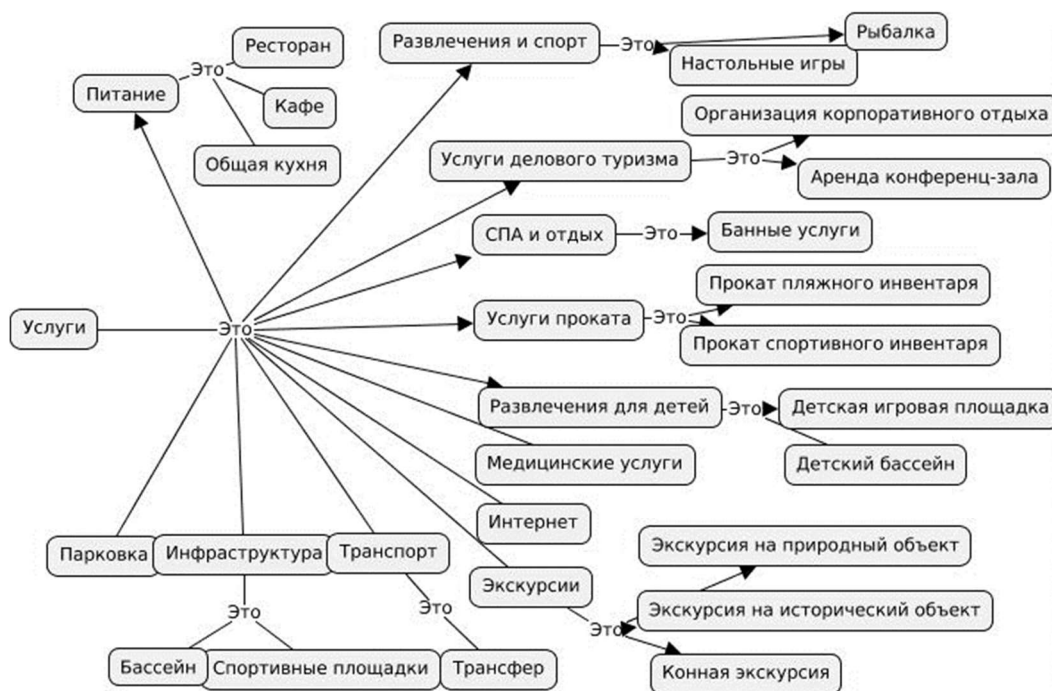 Ресторан
Это
Питание
Кафе
Общая кухня
Развлечения и спорт
Это
Рыбалка
Настольные игры
Организация корпоративного отдыха
Услуги делового туризма
Это
Аренда конференц-зала
СПА и отдых
Это
Банные услуги
Прокат пляжного инвентаря
Услуги проката
Это
Прокат спортивного инвентаря
Услуги
Это
Развлечения для детей
Это
Детская игровая площадка
Медицинские услуги
Детский бассейн
Интернет
Парковка
Инфраструктура
Транспорт
Экскурсии
Экскурсия на природный объект
Это
Это
Это
Экскурсия на исторический объект
Бассейн
Спортивные площадки
Трансфер
Конная экскурсия